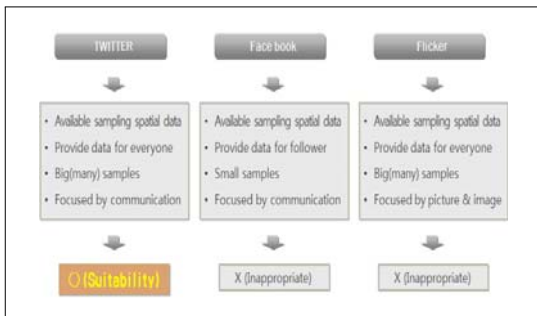 TWITTER
Face book
Flicker
• Available sampling spatial data
• Provide data for everyone
• Big(many) samples
• Focused by communication
• Available sampling spatial data
• Provide data for follower
• Small samples
• Focused by communication
• Available sampling spatial data
• Provide data for everyone
• Big(many) samples
• Focused by picture & image
O (Suitability)
X (Inappropriate)
X (Inappropriate)